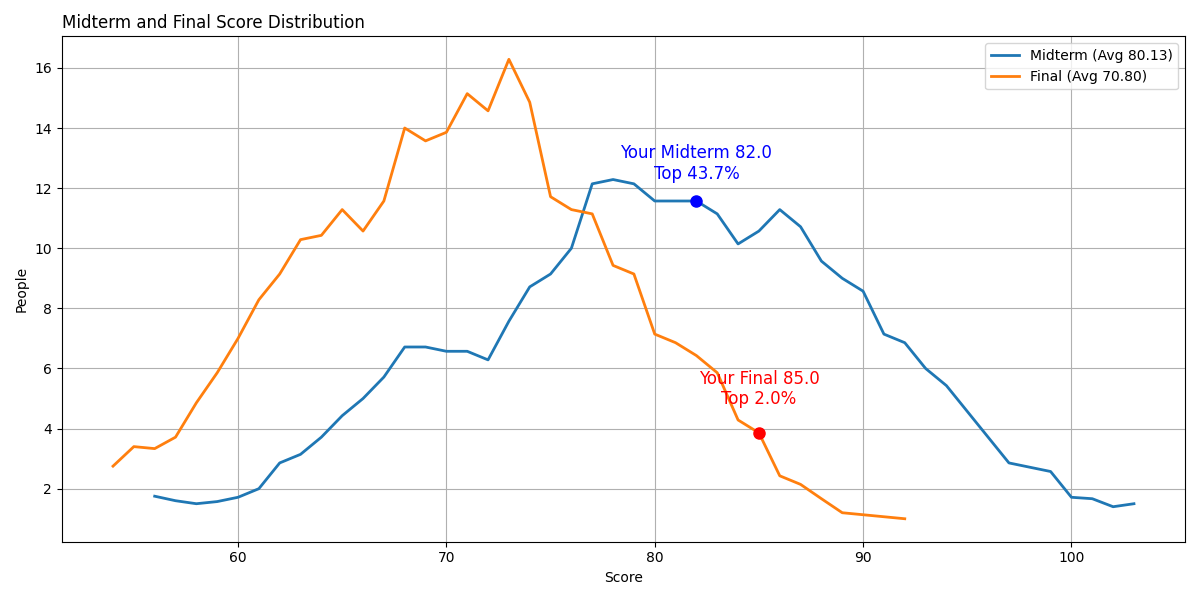 Midterm and Final Score Distribution
Midterm (Avg 80.13)
Final (Avg 70.80)
16
14
12
10
8
6
4
2
People
Your Midterm 82.0
Top 43.7%
Your Final 85.0
Top 2.0%
60
70
80
90
100
Score